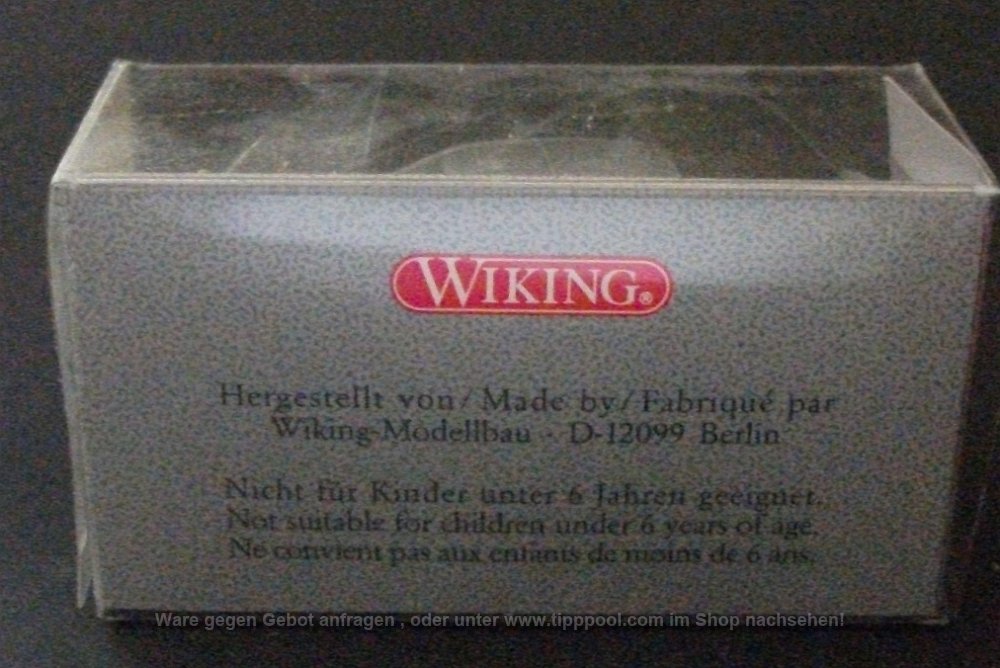 WIKING®
Hergestellt von / Made by / Fabriqué par
Wiking-Modellbau · D-12099 Berlin
Nicht für Kinder unter 6 Jahren geeignet.
Not suitable for children under 6 years of age.
Ne convient pas aux enfants de moins de 6 ans.
Ware gegen Gebot anfragen , oder unter www.tipppool.com im Shop nachsehen!